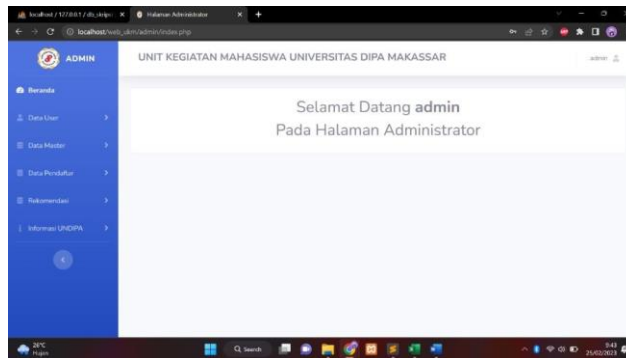 localhost / 127.0.0.1 / db_skrips
Halaman Administrator
localhost/web_ukm/admin/index.php
ADMIN
UNIT KEGIATAN MAHASISWA UNIVERSITAS DIPA MAKASSAR
admin
Beranda
Selamat Datang admin
Pada Halaman Administrator
Data User
Data Master
Data Pendaftar
Rekomendasi
Informasi UNDIPA
26°C
Hujan
Search
9:43
21/02/2023